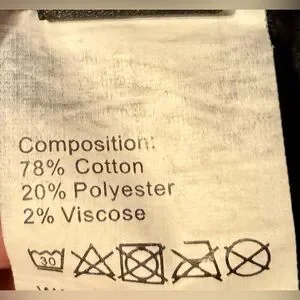 Composition:
78% Cotton
20% Polyester
2% Viscose
30